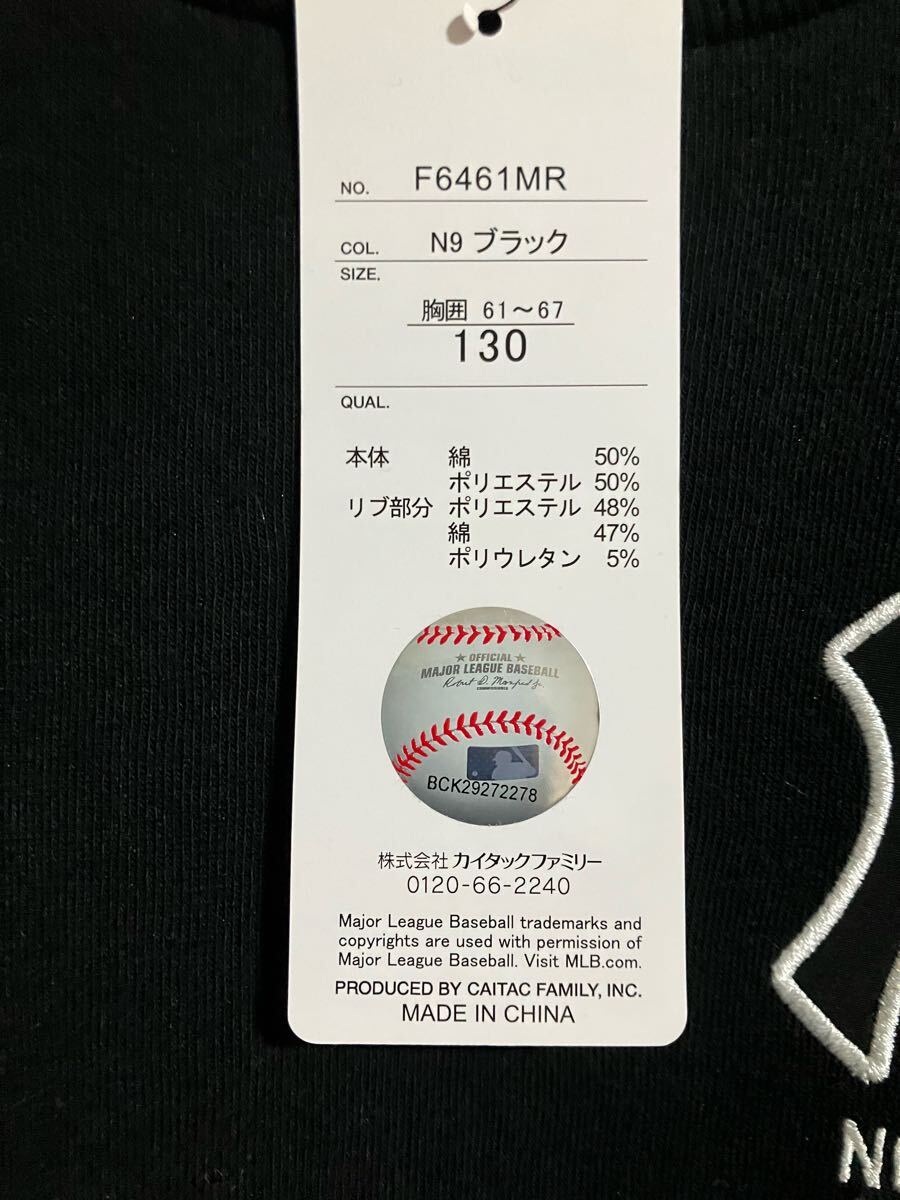 NO. F6461MR
COL. N9 ブラック
SIZE.
胸囲 61～67
130
QUAL.
本体 綿 50%
ポリエステル 50%
リブ部分 ポリエステル 48%
綿 47%
ポリウレタン 5%
★ OFFICIAL ★
MAJOR LEAGUE BASEBALL
BCK29272278
株式会社 カイタックファミリー
0120-66-2240
Major League Baseball trademarks and
copyrights are used with permission of
Major League Baseball. Visit MLB.com.
PRODUCED BY CAITAC FAMILY, INC.
MADE IN CHINA